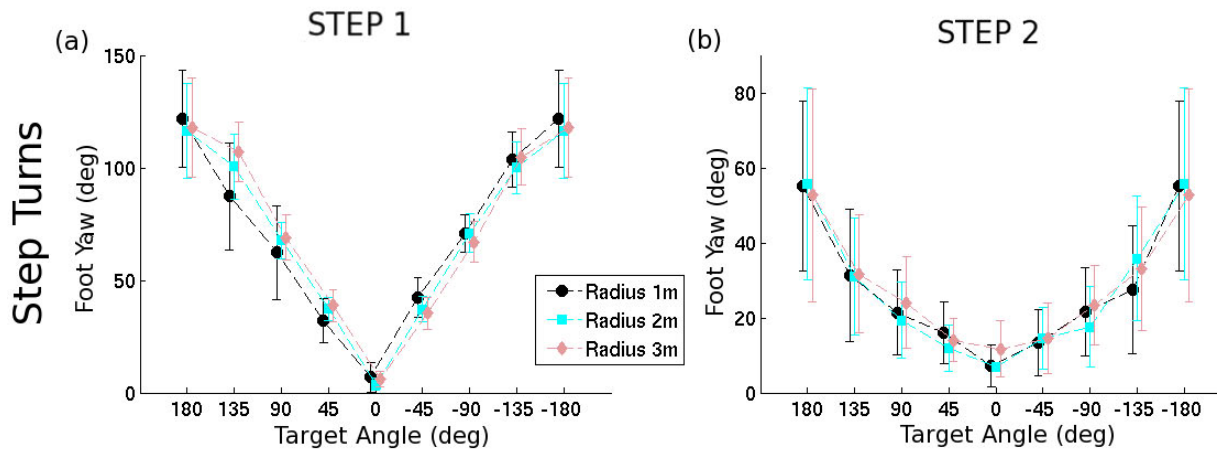 STEP 1
STEP 2
(a)
(b)
Step Turns
Foot Yaw (deg)
150
100
50
0
180 135 90 45 0 -45 -90 -135 -180
Target Angle (deg)
Radius 1m
Radius 2m
Radius 3m
Foot Yaw (deg)
80
60
40
20
0
180 135 90 45 0 -45 -90 -135 -180
Target Angle (deg)